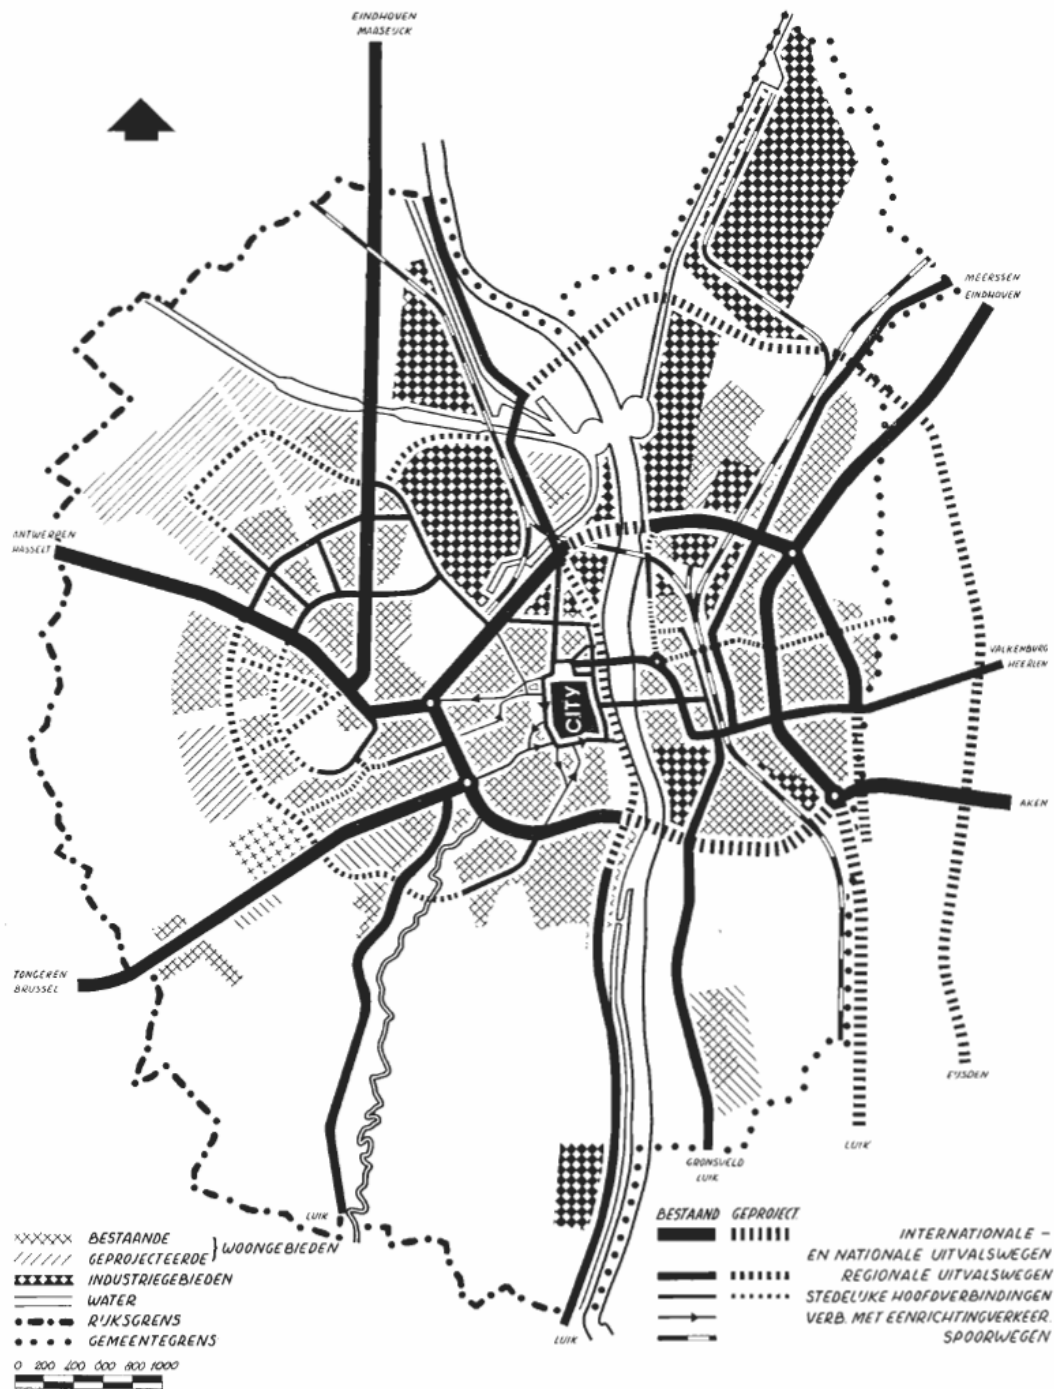 EINDHOVEN
MAASEIJCK
MEERSSEN
EINDHOVEN
ANTWERPEN
HASSELT
VALKENBURG
HEERLEN
CITY
AKEN
TONGEREN
BRUSSEL
EIJSDEN
LUIK
GRONSVELD
LUIK
LUIK
LUIK
BESTAANDE
GEPROJECTEERDE } WOONGEBIEDEN
INDUSTRIEGEBIEDEN
WATER
RIJKSGRENS
GEMEENTEGRENS
0 200 400 600 800 1000
BESTAAND GEPROJECT.
INTERNATIONALE -
EN NATIONALE UITVALSWEGEN
REGIONALE UITVALSWEGEN
STEDELIJKE HOOFDVERBINDINGEN
VERB. MET EENRICHTINGVERKEER.
SPOORWEGEN